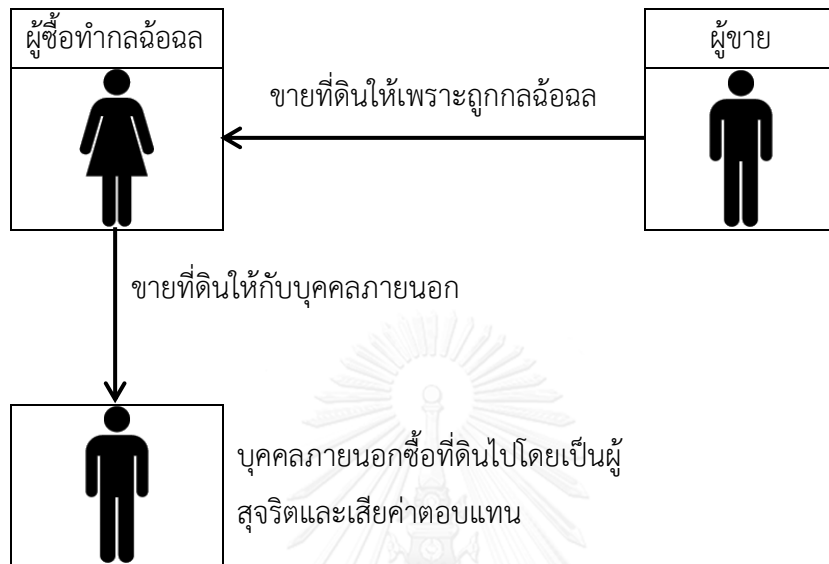 ผู้ซื้อทำกลฉ้อฉล
ผู้ขาย
ขายที่ดินให้เพราะถูกกลฉ้อฉล
ขายที่ดินให้กับบุคคลภายนอก
บุคคลภายนอกซื้อที่ดินไปโดยเป็นผู้
สุจริตและเสียค่าตอบแทน